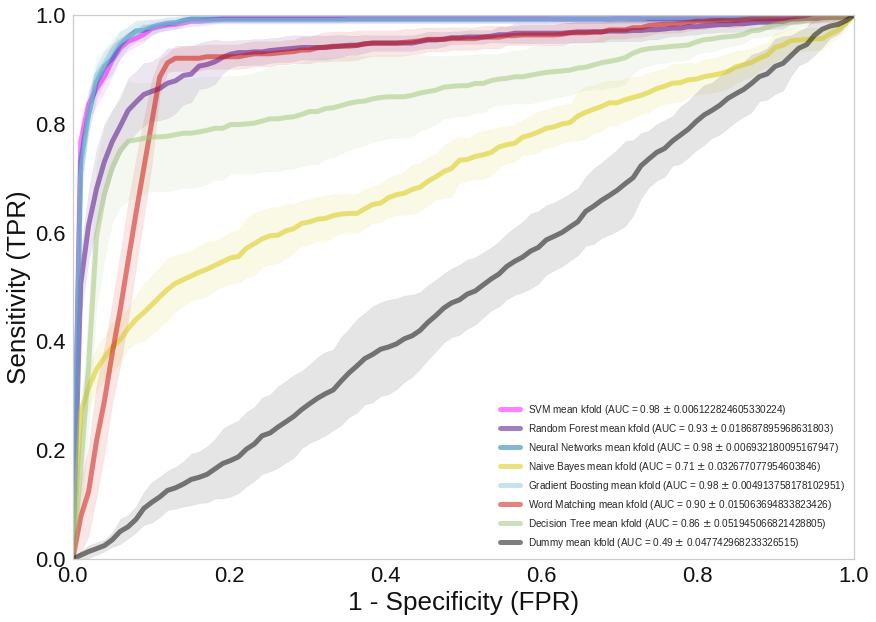 1.0
0.8
0.6
0.4
0.2
0.0
Sensitivity (TPR)
SVM mean kfold (AUC = 0.98 ± 0.006122824605330224)
Random Forest mean kfold (AUC = 0.93 ± 0.018687895968631803)
Neural Networks mean kfold (AUC = 0.98 ± 0.006932180095167947)
Naive Bayes mean kfold (AUC = 0.71 ± 0.032677077954603846)
Gradient Boosting mean kfold (AUC = 0.98 ± 0.004913758178102951)
Word Matching mean kfold (AUC = 0.90 ± 0.015063694833823426)
Decision Tree mean kfold (AUC = 0.86 ± 0.051945066821428805)
Dummy mean kfold (AUC = 0.49 ± 0.047742968233326515)
0.0 0.2 0.4 0.6 0.8 1.0
1 - Specificity (FPR)